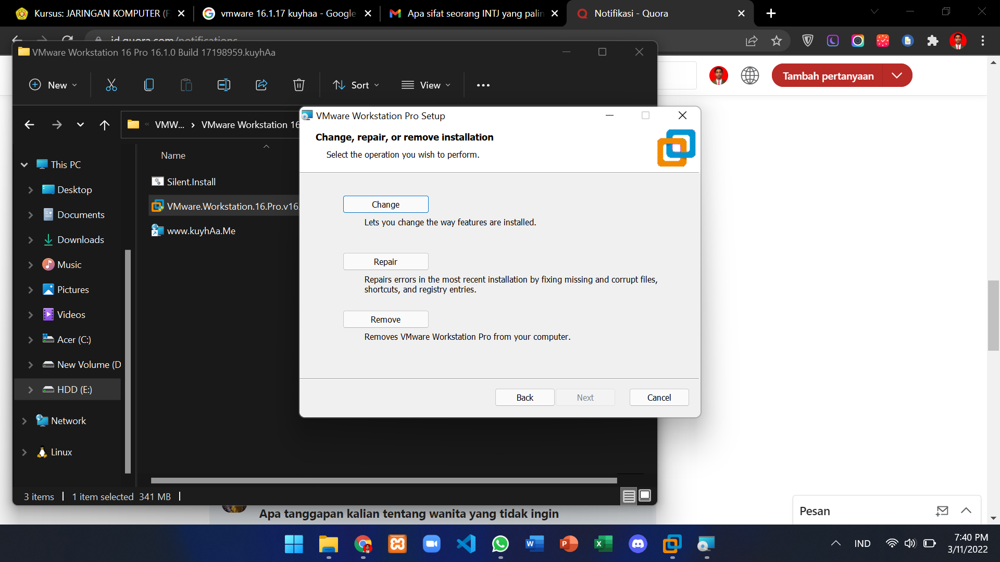 Kursus: JARINGAN KOMPUTER (F
vmware 16.1.17 kuyhaa - Google
Apa sifat seorang INTJ yang palin
Notifikasi - Quora
id.quora.com/notifications
VMware Workstation 16 Pro 16.1.0 Build 17198959.kuyhAa
Tambah pertanyaan
New
Sort
View
VMW...
VMware Workstation 16
Name
This PC
Desktop
Documents
Downloads
Music
Pictures
Videos
Acer (C:)
New Volume (D
HDD (E:)
Network
Linux
Silent.Install
VMware.Workstation.16.Pro.v16.
www.kuyhAa.Me
VMware Workstation Pro Setup
Change, repair, or remove installation
Select the operation you wish to perform.
Change
Lets you change the way features are installed.
Repair
Repairs errors in the most recent installation by fixing missing and corrupt files,
shortcuts, and registry entries.
Remove
Removes VMware Workstation Pro from your computer.
Back
Next
Cancel
3 items
1 item selected 341 MB
Apa tanggapan kalian tentang wanita yang tidak ingin
Pesan
IND
7:40 PM
3/11/2022